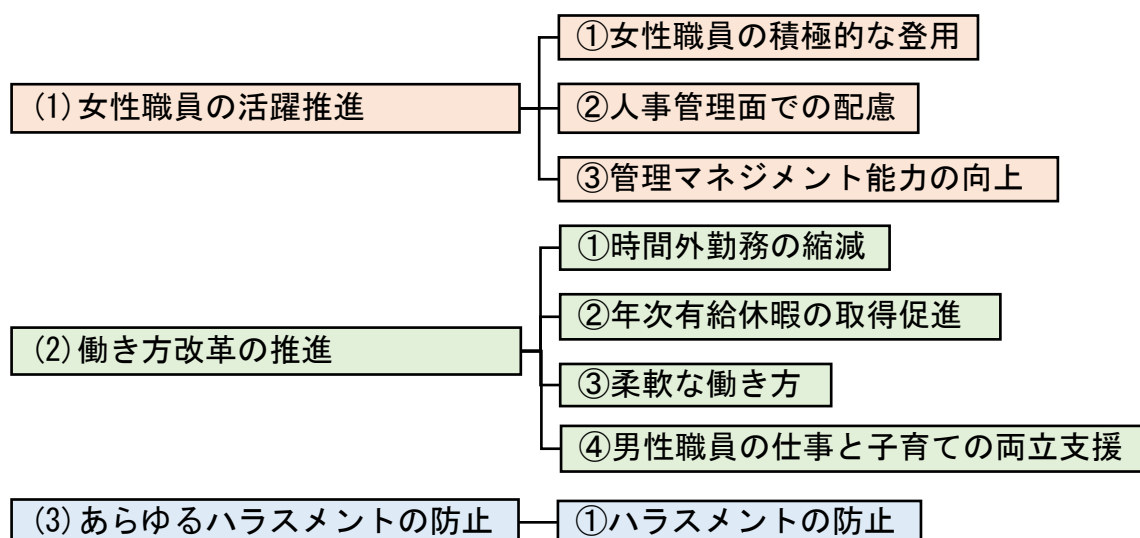 (1)女性職員の活躍推進
①女性職員の積極的な登用
②人事管理面での配慮
③管理マネジメント能力の向上
(2)働き方改革の推進
①時間外勤務の縮減
②年次有給休暇の取得促進
③柔軟な働き方
④男性職員の仕事と子育ての両立支援
(3)あらゆるハラスメントの防止
①ハラスメントの防止